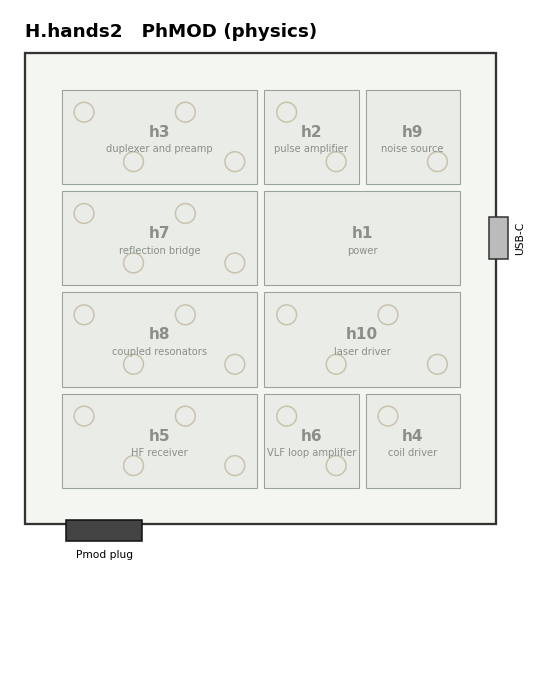 H.hands2 PhMOD (physics)
h3
duplexer and preamp
h2
pulse amplifier
h9
noise source
h7
reflection bridge
h1
power
USB-C
h8
coupled resonators
h10
laser driver
h5
HF receiver
h6
VLF loop amplifier
h4
coil driver
Pmod plug